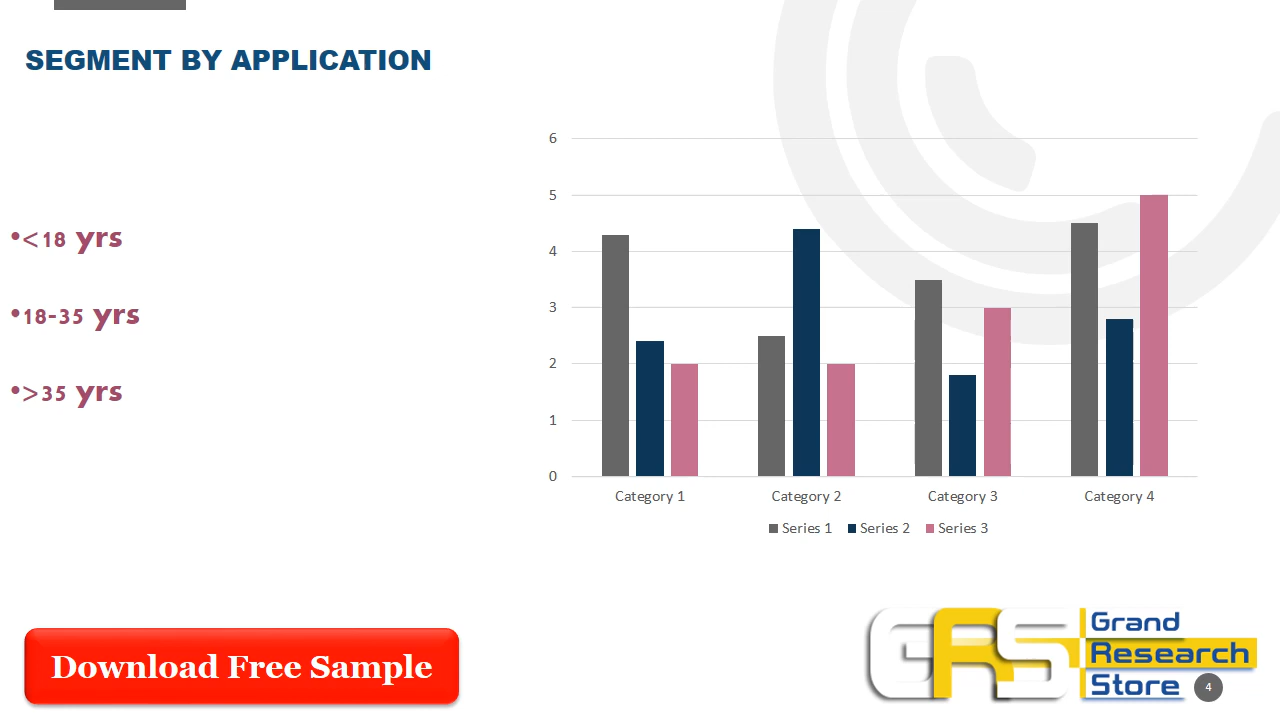 SEGMENT BY APPLICATION
•<18 yrs
•18-35 yrs
•>35 yrs
6
5
4
3
2
1
0
Category 1 Category 2 Category 3 Category 4
Series 1 Series 2 Series 3
Download Free Sample
GRS
Grand
Research
Store
4